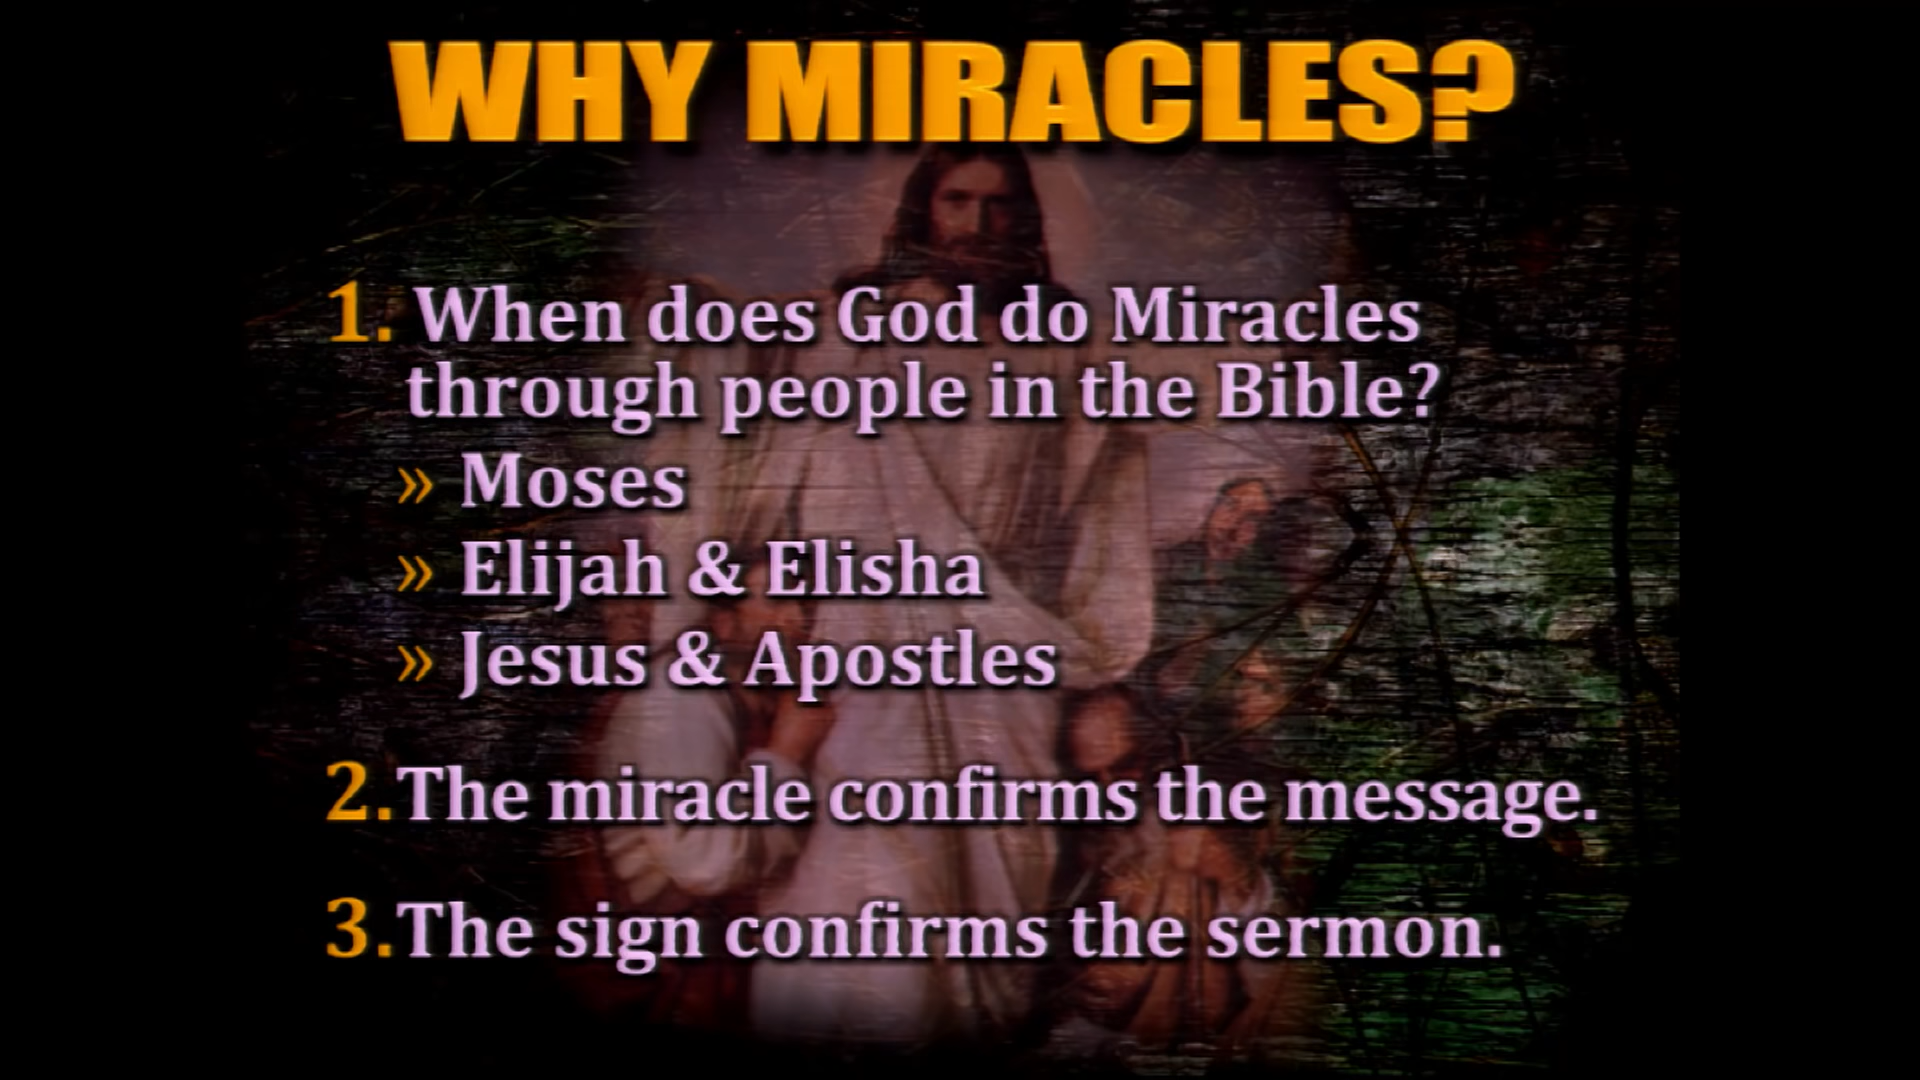 WHY MIRACLES?
1. When does God do Miracles
through people in the Bible?
» Moses
» Elijah & Elisha
» Jesus & Apostles
2.The miracle confirms the message.
3.The sign confirms the sermon.